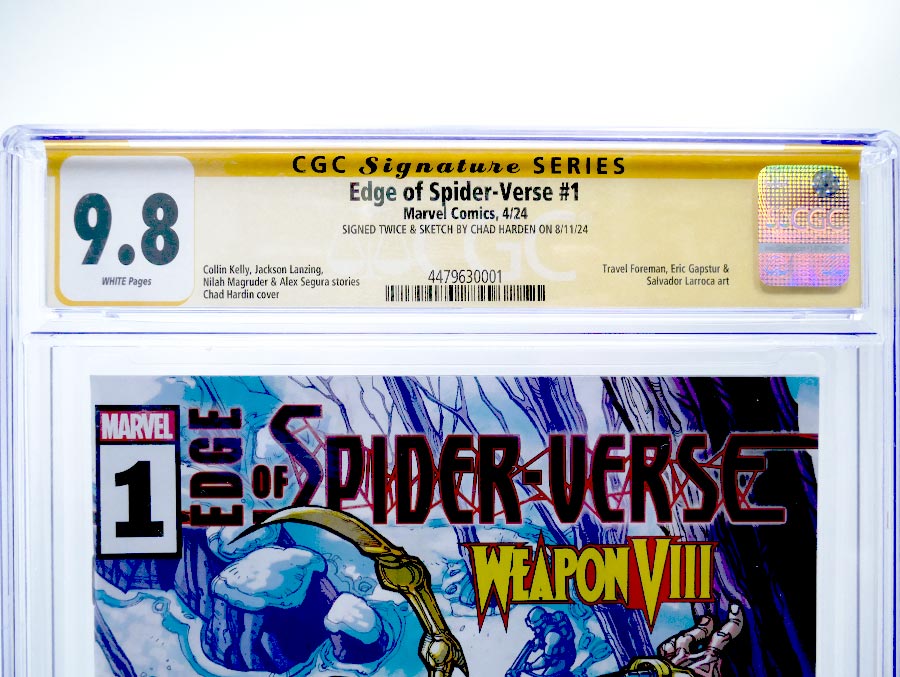 CGC Signature SERIES
9.8
WHITE Pages
Edge of Spider-Verse #1
Marvel Comics, 4/24
SIGNED TWICE & SKETCH BY CHAD HARDEN ON 8/11/24
Collin Kelly, Jackson Lanzing,
Nilah Magruder & Alex Segura stories
Chad Hardin cover
4479630001
Travel Foreman, Eric Gapstur &
Salvador Larroca art
CGC
CGC
MARVEL
1
EDGE OF SPIDER-VERSE
WEAPON VIII